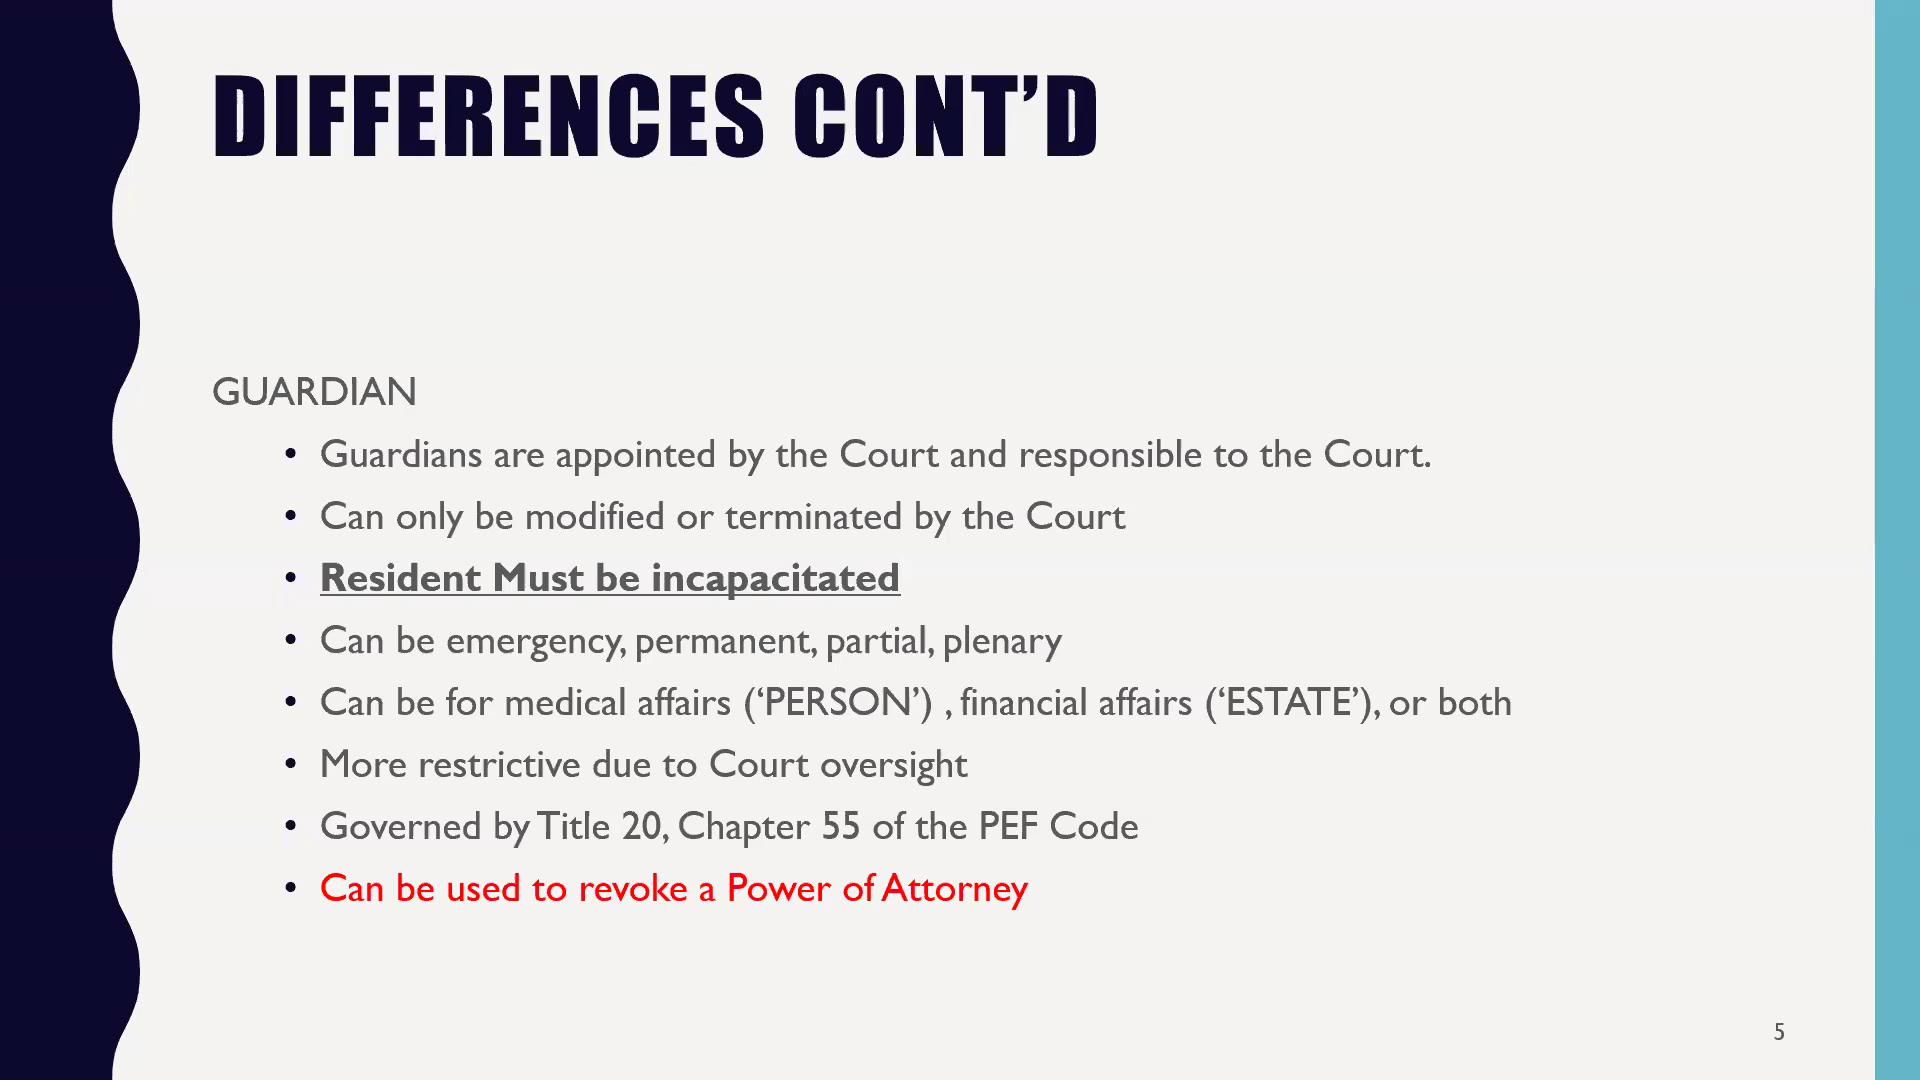 DIFFERENCES CONT’D
GUARDIAN
• Guardians are appointed by the Court and responsible to the Court.
• Can only be modified or terminated by the Court
• Resident Must be incapacitated
• Can be emergency, permanent, partial, plenary
• Can be for medical affairs (‘PERSON’) , financial affairs (‘ESTATE’), or both
• More restrictive due to Court oversight
• Governed by Title 20, Chapter 55 of the PEF Code
• Can be used to revoke a Power of Attorney
5